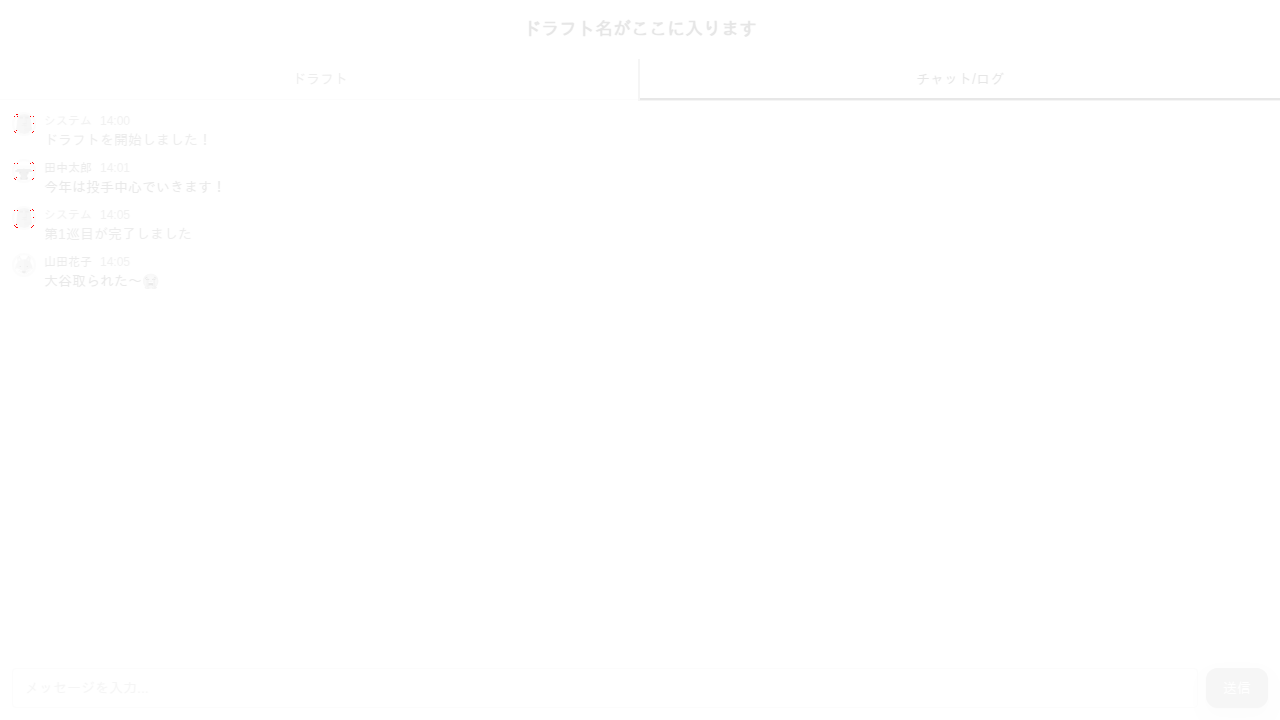 ドラフト名がここに入ります
ドラフト
チャット/ログ
システム 14:00
ドラフトを開始しました！
田中太郎 14:01
今年は投手中心でいきます！
システム 14:05
第1巡目が完了しました
山田花子 14:05
大谷取られた〜😭
メッセージを入力...
送信